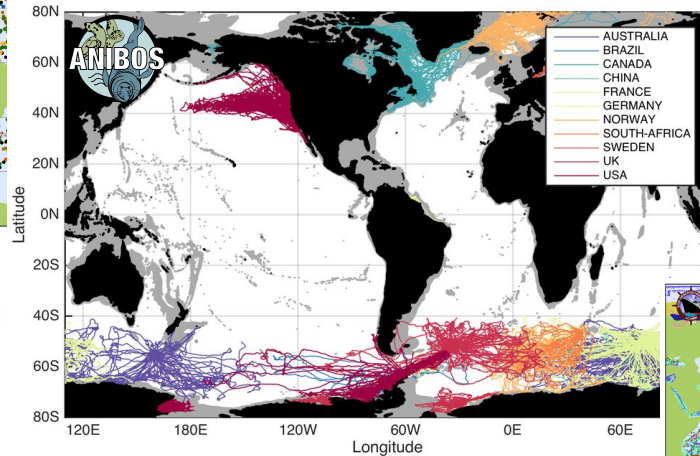 80N
60N
40N
20N
0N
20S
40S
60S
80S
Latitude
ANIBOS
AUSTRALIA
BRAZIL
CANADA
CHINA
FRANCE
GERMANY
NORWAY
SOUTH-AFRICA
SWEDEN
UK
USA
120E
180E
120W
60W
0E
60E
Longitude